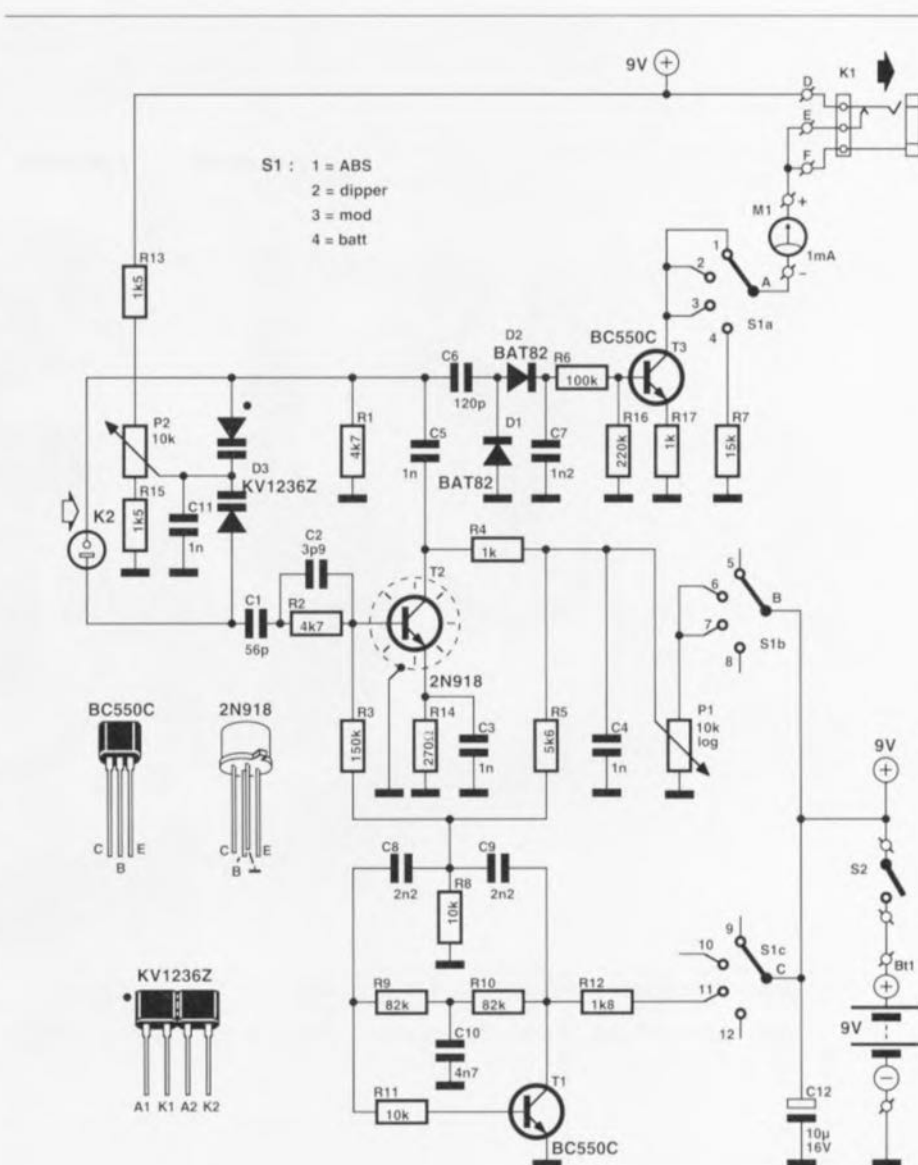 9V
K1
D
E
F
S1 : 1 = ABS
2 = dipper
3 = mod
4 = batt
M1
+
1mA
−
R13
1k5
1
2
3
4
A
S1a
BC550C
T3
D2
BAT82
R6
100k
C6
120p
P2
10k
D3
KV1236Z
R1
4k7
C5
1n
D1
BAT82
C7
1n2
R16
220k
R17
1k
R7
15k
K2
R15
1k5
C11
1n
C2
3p9
R4
1k
T2
C1
56p
R2
4k7
5
6
7
8
B
S1b
2N918
BC550C
C
B
E
2N918
C
B
E
R3
150k
R14
270Ω
C3
1n
R5
5k6
C4
1n
P1
10k
log
9V
S2
C8
2n2
C9
2n2
R8
10k
9
10
11
12
S1c
C
Bt1
9V
KV1236Z
A1 K1 A2 K2
R9
82k
R10
82k
R12
1k8
C10
4n7
T1
R11
10k
BC550C
C12
10µ
16V